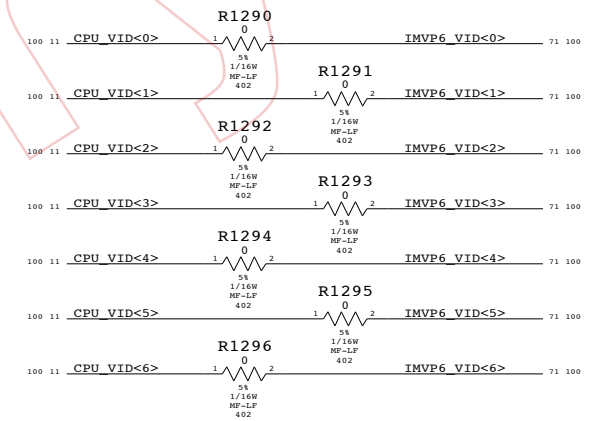 R1290
0
100 11 CPU_VID<0> 1 2 IMVP6_VID<0> 71 100
5%
1/16W
MF-LF
402
R1291
0
100 11 CPU_VID<1> 1 2 IMVP6_VID<1> 71 100
5%
1/16W
MF-LF
402
R1292
0
100 11 CPU_VID<2> 1 2 IMVP6_VID<2> 71 100
5%
1/16W
MF-LF
402
R1293
0
100 11 CPU_VID<3> 1 2 IMVP6_VID<3> 71 100
5%
1/16W
MF-LF
402
R1294
0
100 11 CPU_VID<4> 1 2 IMVP6_VID<4> 71 100
5%
1/16W
MF-LF
402
R1295
0
100 11 CPU_VID<5> 1 2 IMVP6_VID<5> 71 100
5%
1/16W
MF-LF
402
R1296
0
100 11 CPU_VID<6> 1 2 IMVP6_VID<6> 71 100
5%
1/16W
MF-LF
402